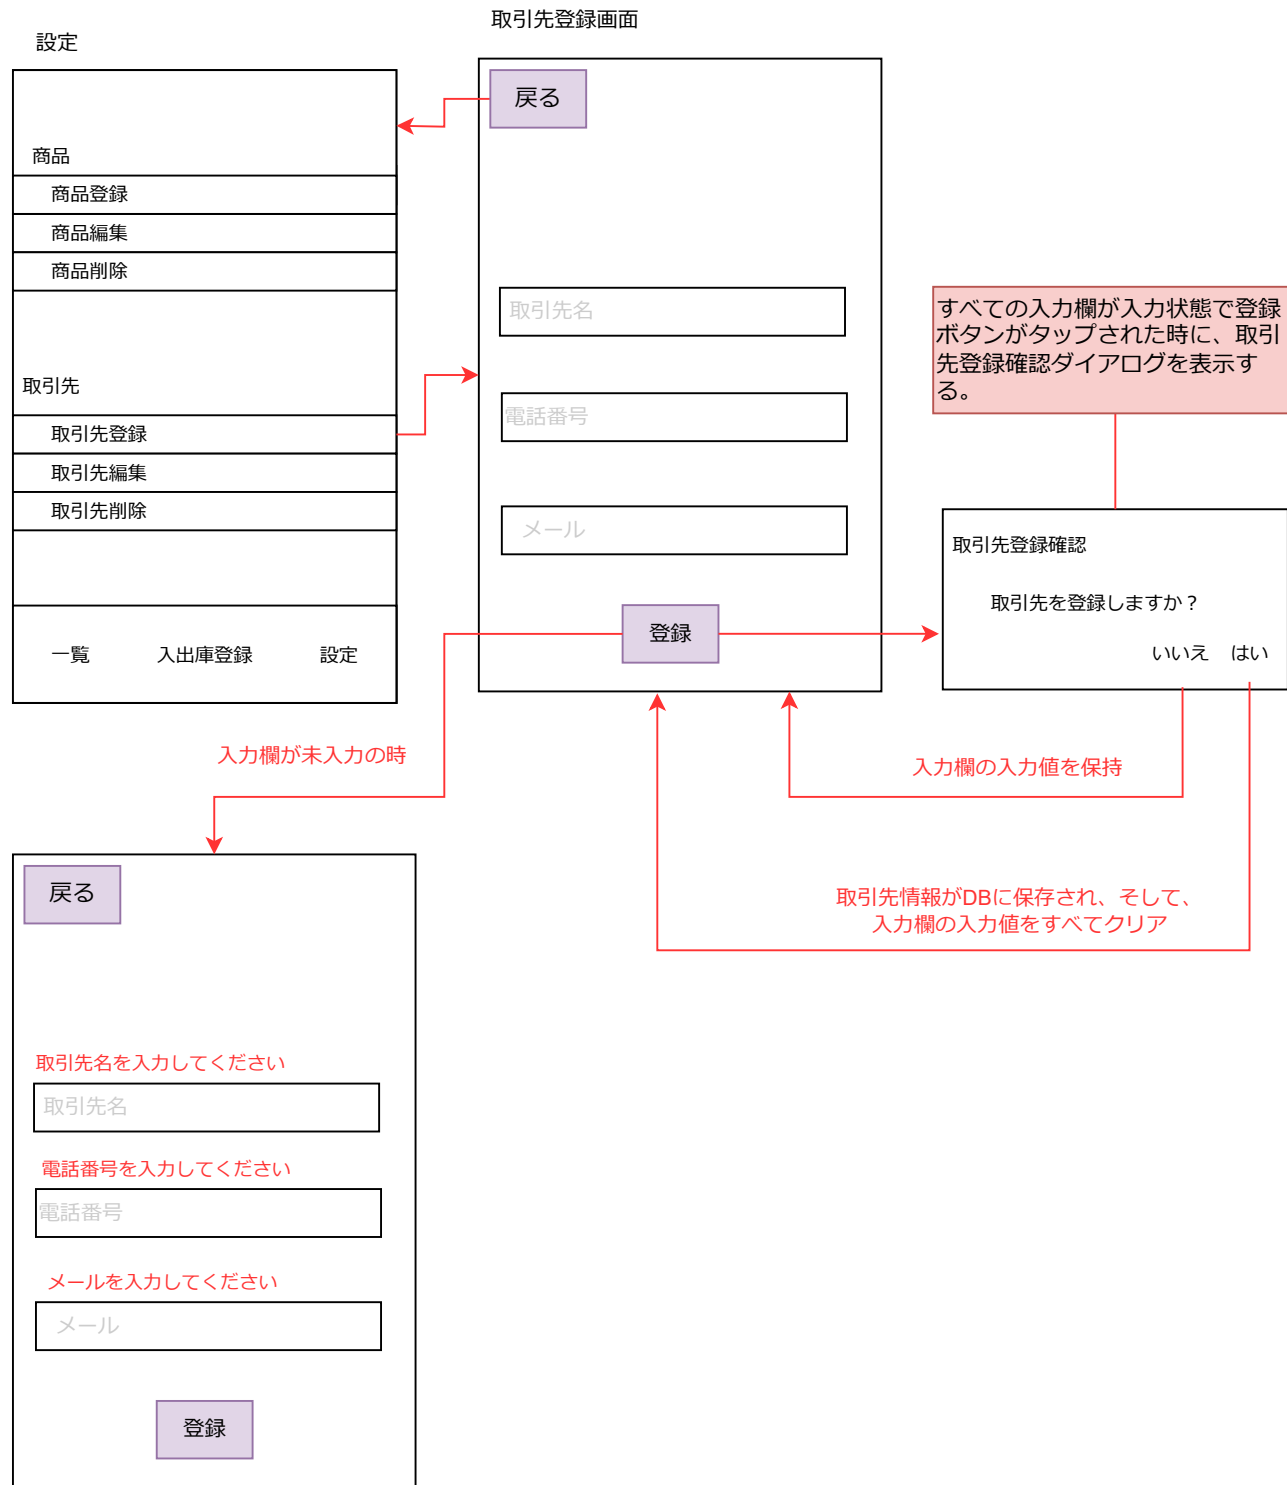 設定
商品
商品登録
商品編集
商品削除
取引先
取引先登録
取引先編集
取引先削除
一覧
入出庫登録
設定
取引先登録画面
戻る
取引先名
電話番号
メール
登録
すべての入力欄が入力状態で登録
ボタンがタップされた時に、取引
先登録確認ダイアログを表示す
る。
取引先登録確認
取引先を登録しますか？
いいえ
はい
入力欄が未入力の時
入力欄の入力値を保持
取引先情報がDBに保存され、そして、
入力欄の入力値をすべてクリア
戻る
取引先名を入力してください
取引先名
電話番号を入力してください
電話番号
メールを入力してください
メール
登録